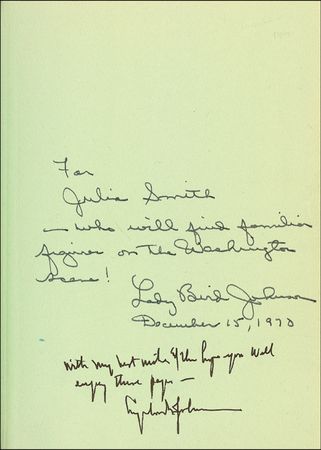 For
Julia Smith
— who will find familiar
figures on the Washington
scene!
Lady Bird Johnson
December 15, 1970
with my best & the hope you will
enjoy these pages —
Lyndon B Johnson